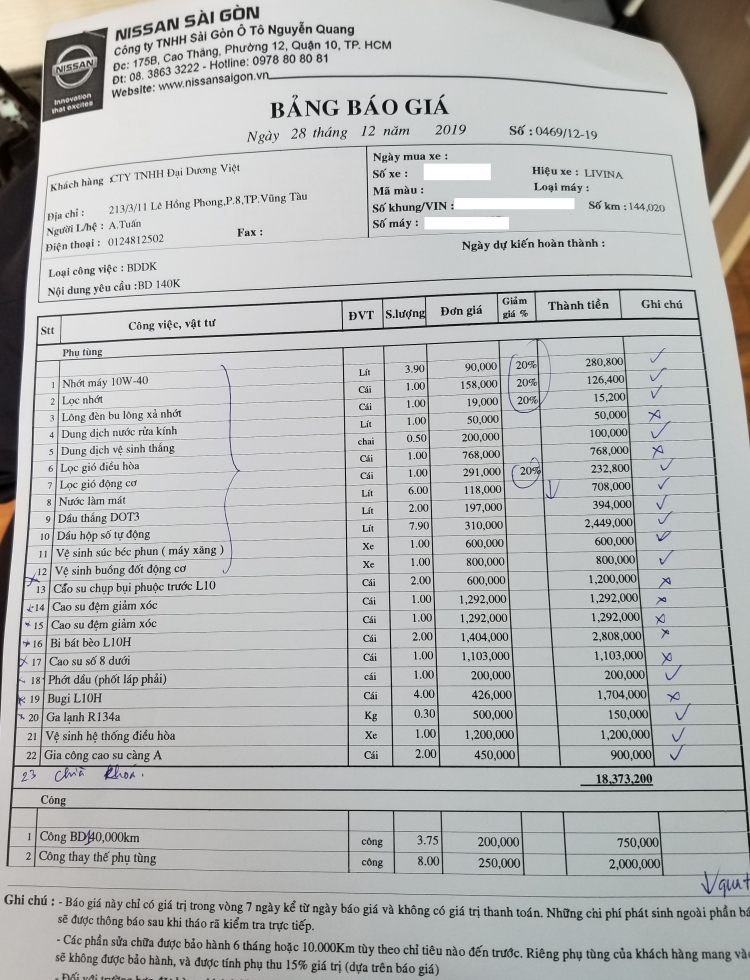 NISSAN
Innovation
that excites
NISSAN SÀI GÒN
Công ty TNHH Sài Gòn Ô Tô Nguyễn Quang
Đc: 175B, Cao Thắng, Phường 12, Quận 10, TP. HCM
Đt: 08. 3863 3222 - Hotline: 0978 80 80 81
Website: www.nissansaigon.vn
BẢNG BÁO GIÁ
Ngày 28 tháng 12 năm 2019 Số : 0469/12-19
Khách hàng : CTY TNHH Đại Dương Việt
Địa chỉ : 213/3/11 Lê Hồng Phong,P.8,TP.Vũng Tàu
Người L/hệ : A.Tuấn
Điện thoại : 0124812502 Fax :
Ngày mua xe :
Số xe : Hiệu xe : LIVINA
Mã màu : Loại máy :
Số khung/VIN : Số km : 144,020
Số máy :
Ngày dự kiến hoàn thành :
Loại công việc : BDDK
Nội dung yêu cầu :BD 140K
Stt Công việc, vật tư ĐVT S.lượng Đơn giá Giảm giá % Thành tiền Ghi chú
Phụ tùng
1 Nhớt máy 10W-40 Lít 3.90 90,000 20% 280,800
2 Lọc nhớt Cái 1.00 158,000 20% 126,400
3 Lông đền bu lông xả nhớt Cái 1.00 19,000 20% 15,200
4 Dung dịch nước rửa kính Lít 1.00 50,000 50,000
5 Dung dịch vệ sinh thắng chai 0.50 200,000 100,000
6 Lọc gió điều hòa Cái 1.00 768,000 768,000
7 Lọc gió động cơ Cái 1.00 291,000 20% 232,800
8 Nước làm mát Lít 6.00 118,000 708,000
9 Dầu thắng DOT3 Lít 2.00 197,000 394,000
10 Dầu hộp số tự động Lít 7.90 310,000 2,449,000
11 Vệ sinh súc béc phun ( máy xăng ) Xe 1.00 600,000 600,000
12 Vệ sinh buồng đốt động cơ Xe 1.00 800,000 800,000
13 Cao su chụp bụi phuộc trước L10 Cái 2.00 600,000 1,200,000
14 Cao su đệm giảm xóc Cái 1.00 1,292,000 1,292,000
15 Cao su đệm giảm xóc Cái 1.00 1,292,000 1,292,000
16 Bi bát bèo L10H Cái 2.00 1,404,000 2,808,000
17 Cao su số 8 dưới Cái 1.00 1,103,000 1,103,000
18 Phớt dầu (phốt láp phải) cái 1.00 200,000 200,000
19 Bugi L10H Cái 4.00 426,000 1,704,000
20 Ga lạnh R134a Kg 0.30 500,000 150,000
21 Vệ sinh hệ thống điều hòa Xe 1.00 1,200,000 1,200,000
22 Gia công cao su càng A Cái 2.00 450,000 900,000
23 chìa khoá.
18,373,200
Công
1 Công BD140,000km công 3.75 200,000 750,000
2 Công thay thế phụ tùng công 8.00 250,000 2,000,000
Ghi chú : - Báo giá này chỉ có giá trị trong vòng 7 ngày kể từ ngày báo giá và không có giá trị thanh toán. Những chi phí phát sinh ngoài phần
sẽ được thông báo sau khi tháo rã kiểm tra trực tiếp.
- Các phần sửa chữa được bảo hành 6 tháng hoặc 10.000Km tùy theo chỉ tiêu nào đến trước. Riêng phụ tùng của khách hàng mang
sẽ không được bảo hành, và được tính phụ thu 15% giá trị (dựa trên báo giá)